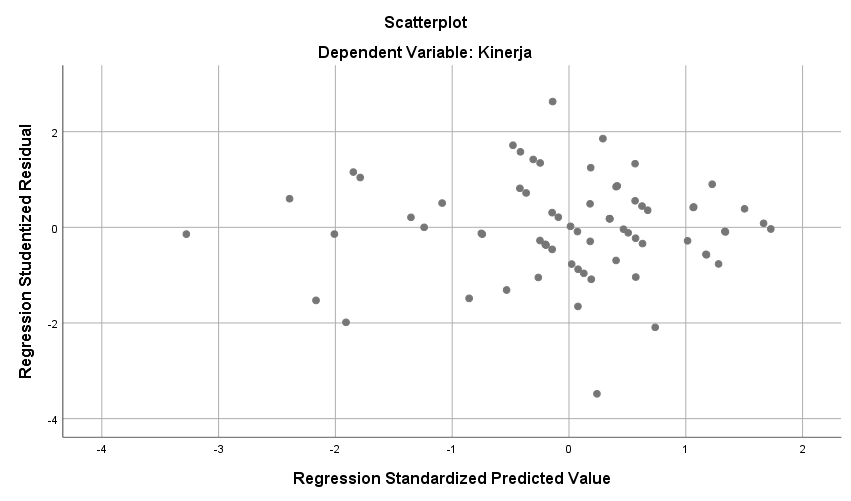 Scatterplot
Dependent Variable: Kinerja
Regression Studentized Residual
2
0
-2
-4
-4 -3 -2 -1 0 1 2
Regression Standardized Predicted Value